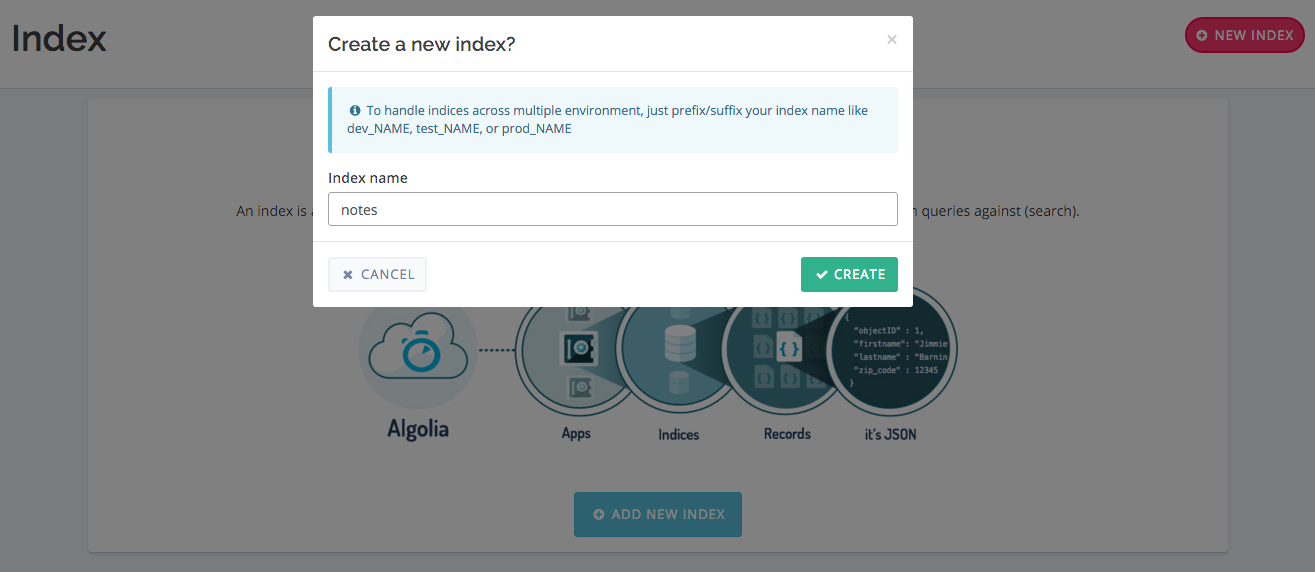 Index
NEW INDEX
Create a new index?
×
To handle indices across multiple environment, just prefix/suffix your index name like
dev_NAME, test_NAME, or prod_NAME
Index name
notes
An index is
queries against (search).
CANCEL
CREATE
{
"objectID" : 1,
"firstname": "Jimmie
"lastname" : "Barnin
"zip_code" : 12345
}
Algolia
Apps
Indices
Records
it's JSON
ADD NEW INDEX